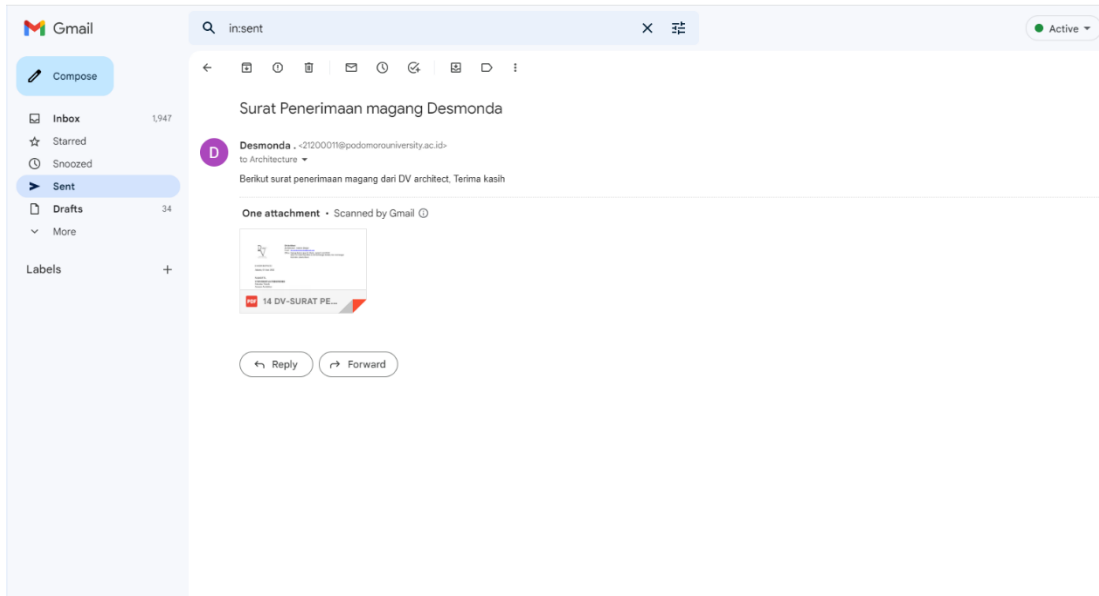 Gmail
in:sent
Active
Compose
Inbox 1,947
Starred
Snoozed
Sent
Drafts 34
More
Labels
Surat Penerimaan magang Desmonda
D
Desmonda . <21200011@podomorouniversity.ac.id>
to Architecture
Berikut surat penerimaan magang dari DV architect, Terima kasih
One attachment • Scanned by Gmail
PDF 14 DV-SURAT PE...
Reply Forward